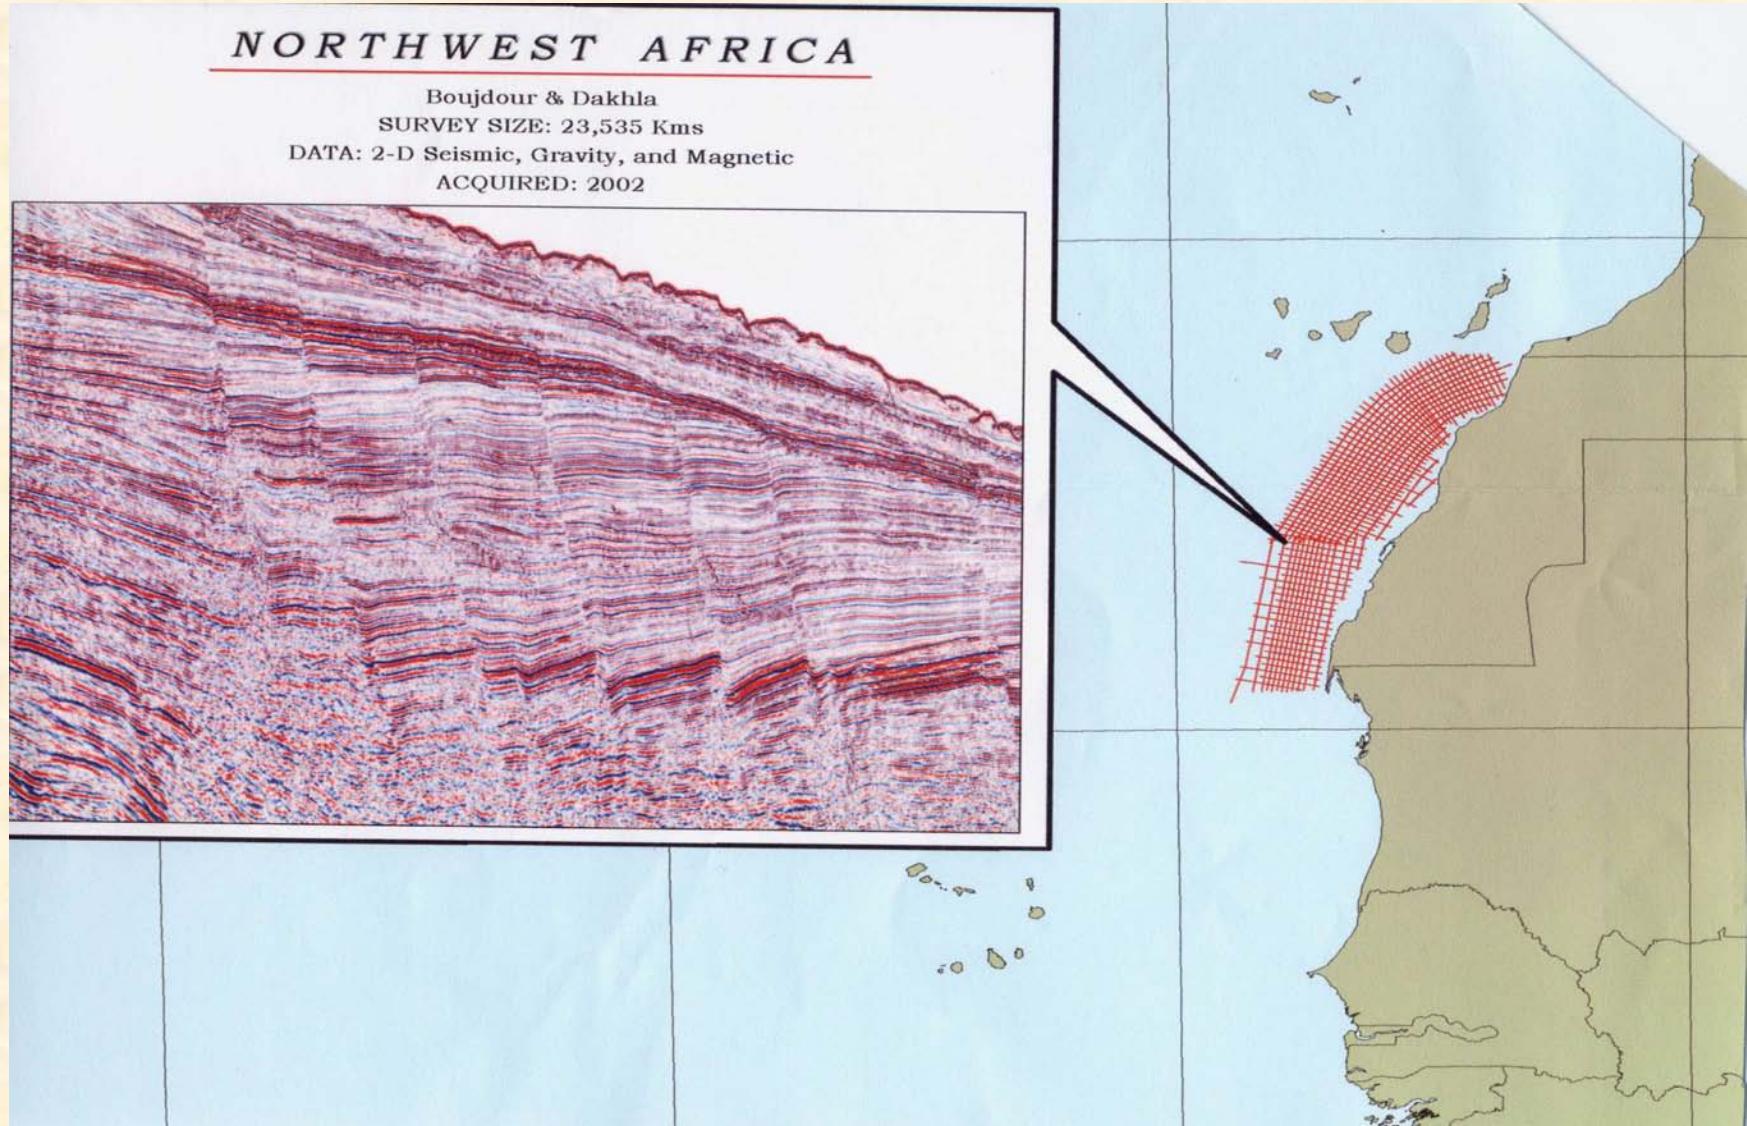 NORTHWEST AFRICA
Boujdour & Dakhla
SURVEY SIZE: 23,535 Kms
DATA: 2-D Seismic, Gravity, and Magnetic
ACQUIRED: 2002